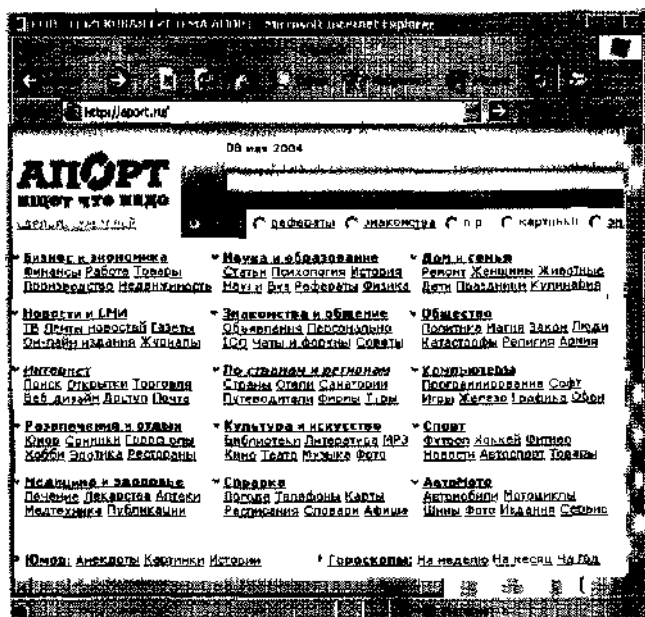 АПОРТ - Microsoft Internet Explorer
http://aport.ru/
08 мая 2004
АПОРТ
ищет что надо
рефераты знакомства картинки
Бизнес и экономика
Финансы Работа Товары
Производство Недвижимость
Наука и образование
Статьи Психология История
Рефераты Физика
Дом и семья
Ремонт Женщины Животные
Дети Праздники Кулинария
Новости и СМИ
ТВ Ленты новостей Газеты
Он-лайн издания Журналы
Знакомства и общение
Объявления Персонально
ICQ Чаты и форумы Советы
Общество
Политика Магия Закон Люди
Катастрофы Религия Армия
Интернет
Поиск Открытки Торговля
Веб дизайн Доступ Почта
По странам и регионам
Страны Отели Санатории
Путеводители Фирмы Туры
Компьютеры
Программирование Софт
Игры Железо Графика Обои
Развлечения и отдых
Юмор Сонники Гороскопы
Хобби Эротика Рестораны
Культура и искусство
Библиотеки Литература MP3
Кино Театр Музыка Фото
Спорт
Футбол Хоккей Фитнес
Новости Автоспорт Товары
Медицина и здоровье
Лечение Лекарства Аптеки
Медтехника Публикации
Справка
Погода Телефоны Карты
Расписания Словари Афиши
АвтоМото
Автомобили Мотоциклы
Шины Фото Издания Сервис
Юмор: Анекдоты Картинки Истории
Гороскопы: На неделю На месяц На год